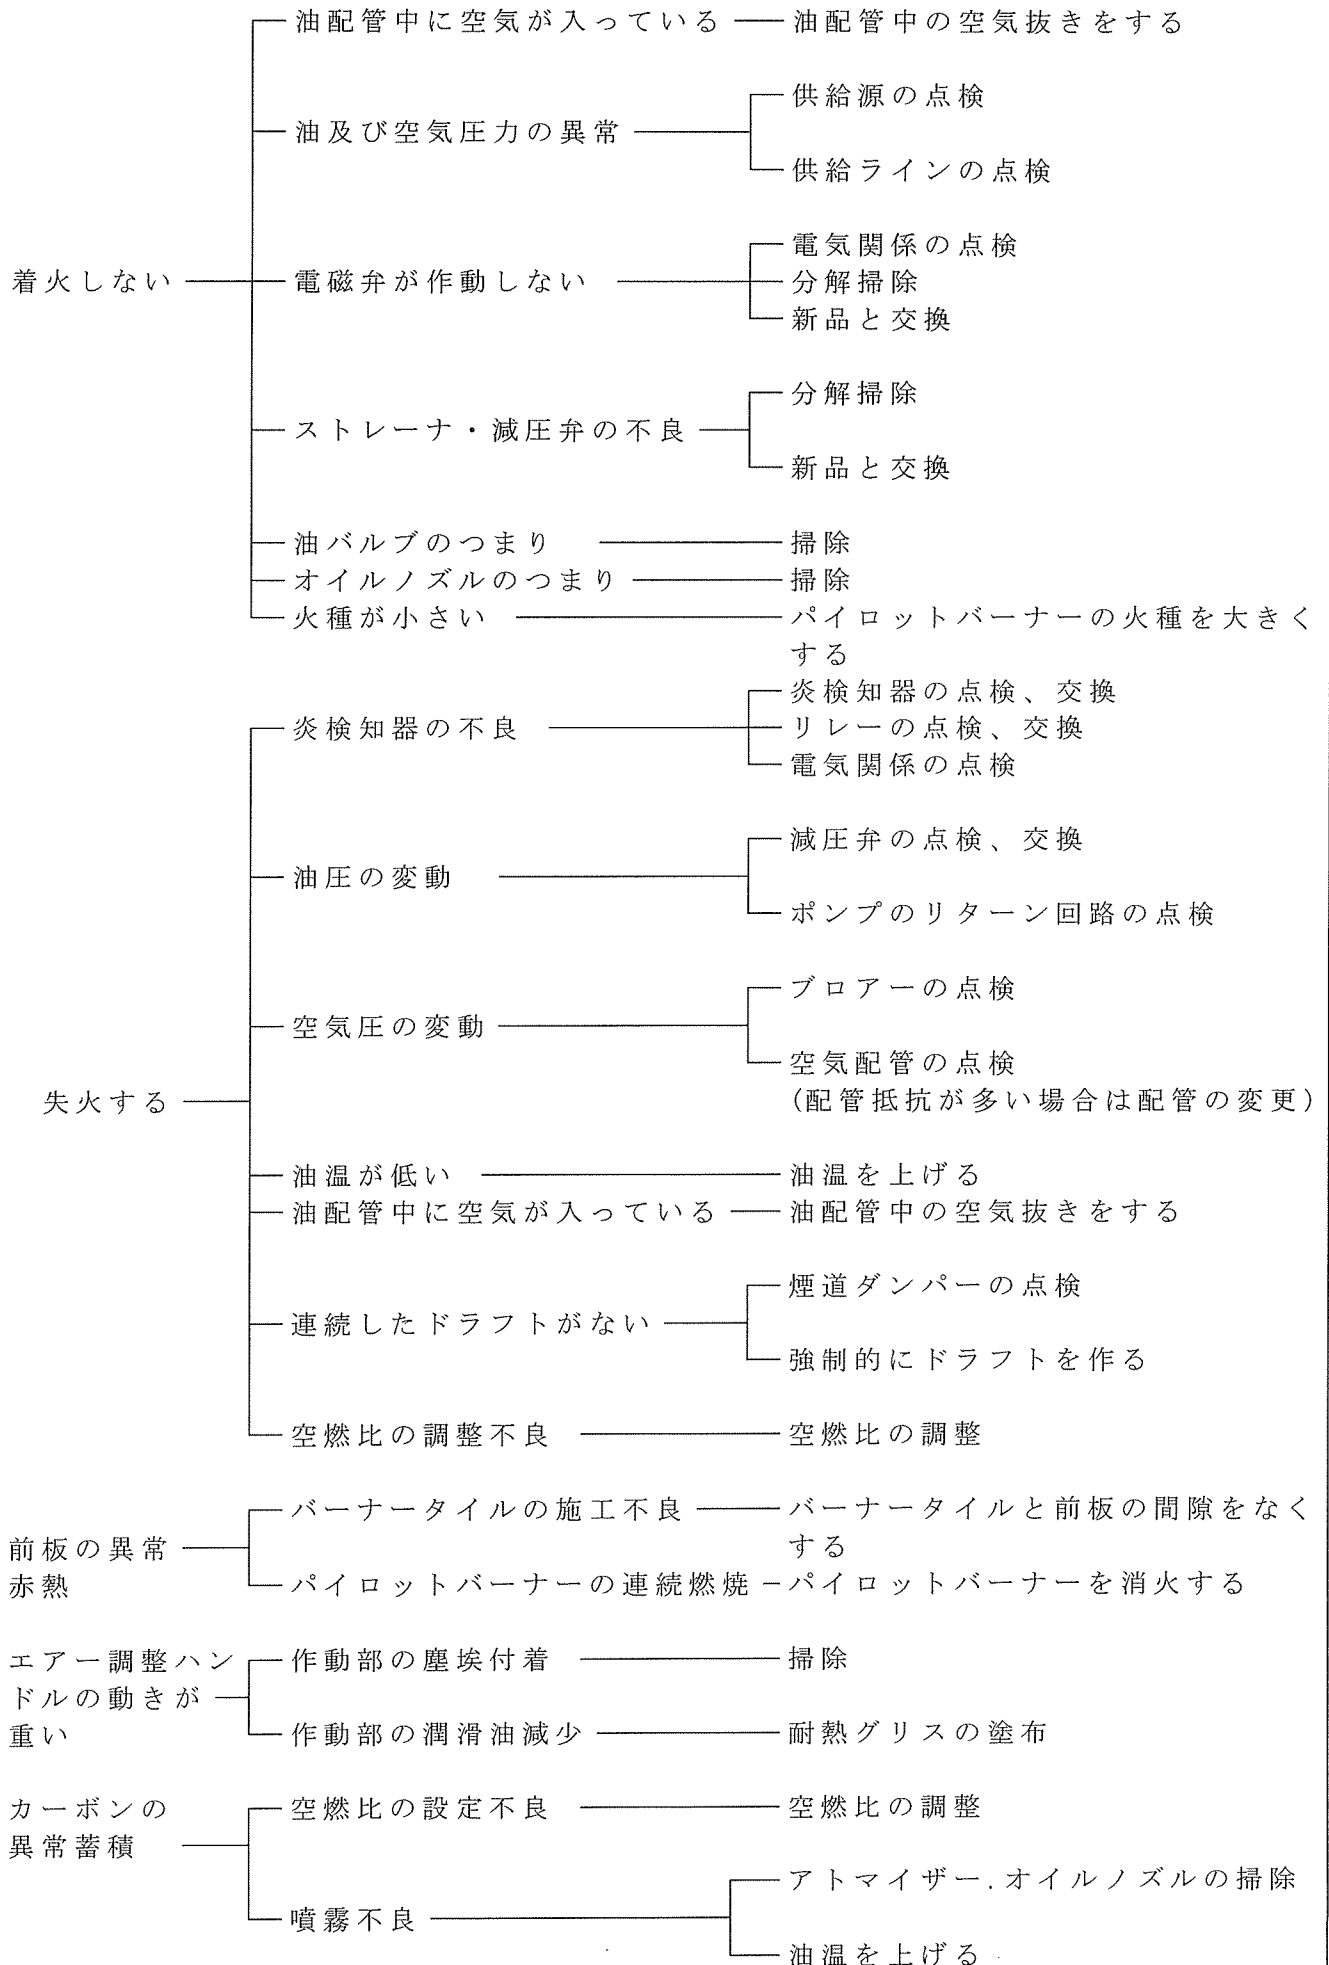 油配管中に空気が入っている 油配管中の空気抜きをする
供給源の点検
油及び空気圧力の異常
供給ラインの点検
電気関係の点検
着火しない 電磁弁が作動しない 分解掃除
新品と交換
分解掃除
ストレーナ・減圧弁の不良
新品と交換
油バルブのつまり 掃除
オイルノズルのつまり 掃除
火種が小さい パイロットバーナーの火種を大きく
する
炎検知器の点検、交換
炎検知器の不良 リレーの点検、交換
電気関係の点検
減圧弁の点検、交換
油圧の変動
ポンプのリターン回路の点検
ブロアーの点検
空気圧の変動
空気配管の点検
失火する (配管抵抗が多い場合は配管の変更)
油温が低い 油温を上げる
油配管中に空気が入っている 油配管中の空気抜きをする
煙道ダンパーの点検
連続したドラフトがない
強制的にドラフトを作る
空燃比の調整不良 空燃比の調整
バーナータイルの施工不良 バーナータイルと前板の間隙をなく
前板の異常 する
赤熱 パイロットバーナーの連続燃焼 パイロットバーナーを消火する
エアー調整ハン 作動部の塵埃付着 掃除
ドルの動きが
重い 作動部の潤滑油減少 耐熱グリスの塗布
カーボンの 空燃比の設定不良 空燃比の調整
異常蓄積
アトマイザー.オイルノズルの掃除
噴霧不良
油温を上げる